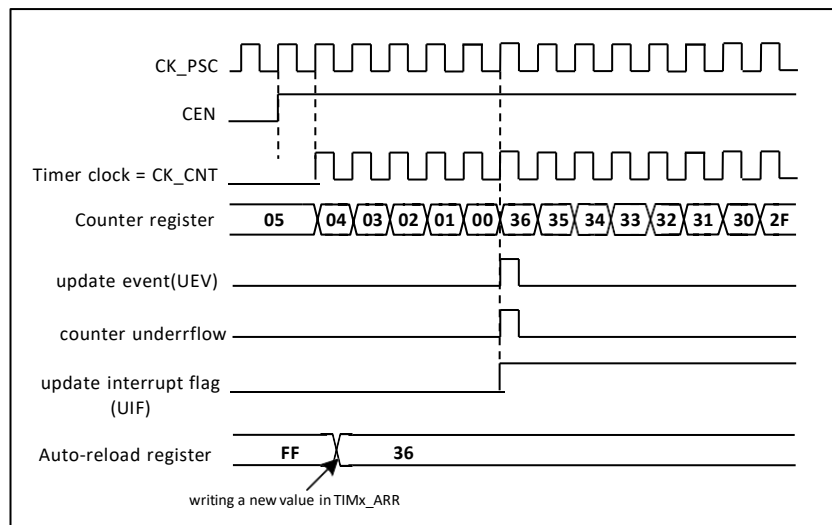 CK_PSC
CEN
Timer clock = CK_CNT
Counter register
05 04 03 02 01 00 36 35 34 33 32 31 30 2F
update event(UEV)
counter underrflow
update interrupt flag
(UIF)
Auto-reload register
FF 36
writing a new value in TIMx_ARR